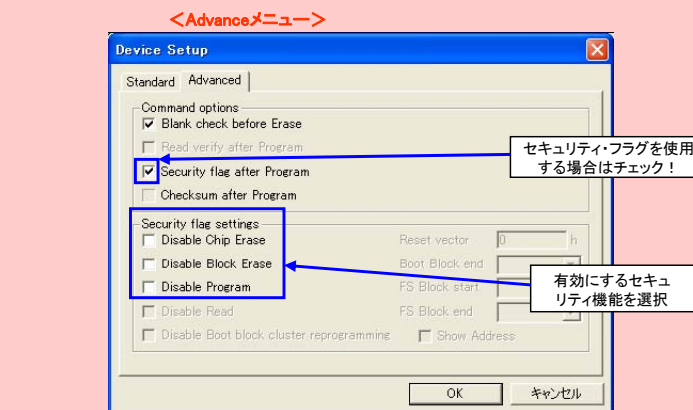 ＜Advanceメニュー＞
Device Setup
Standard Advanced
Command options
Blank check before Erase
Read verify after Program
セキュリティ・フラグを使用
する場合はチェック！
Security flag after Program
Checksum after Program
Security flag settings
Disable Chip Erase Reset vector 0 h
Disable Block Erase Boot Block end
有効にするセキュ
リティ機能を選択
Disable Program FS Block start
Disable Read FS Block end
Disable Boot block cluster reprogramming Show Address
OK キャンセル